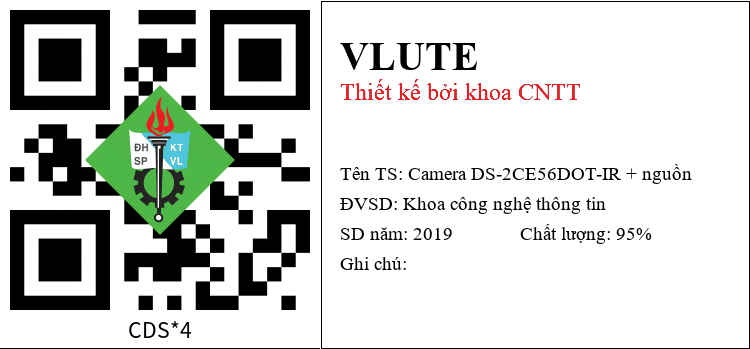 ĐH KT
SP VL
CDS*4
VLUTE
Thiết kế bởi khoa CNTT
Tên TS: Camera DS-2CE56DOT-IR + nguồn
ĐVSD: Khoa công nghệ thông tin
SD năm: 2019 Chất lượng: 95%
Ghi chú: